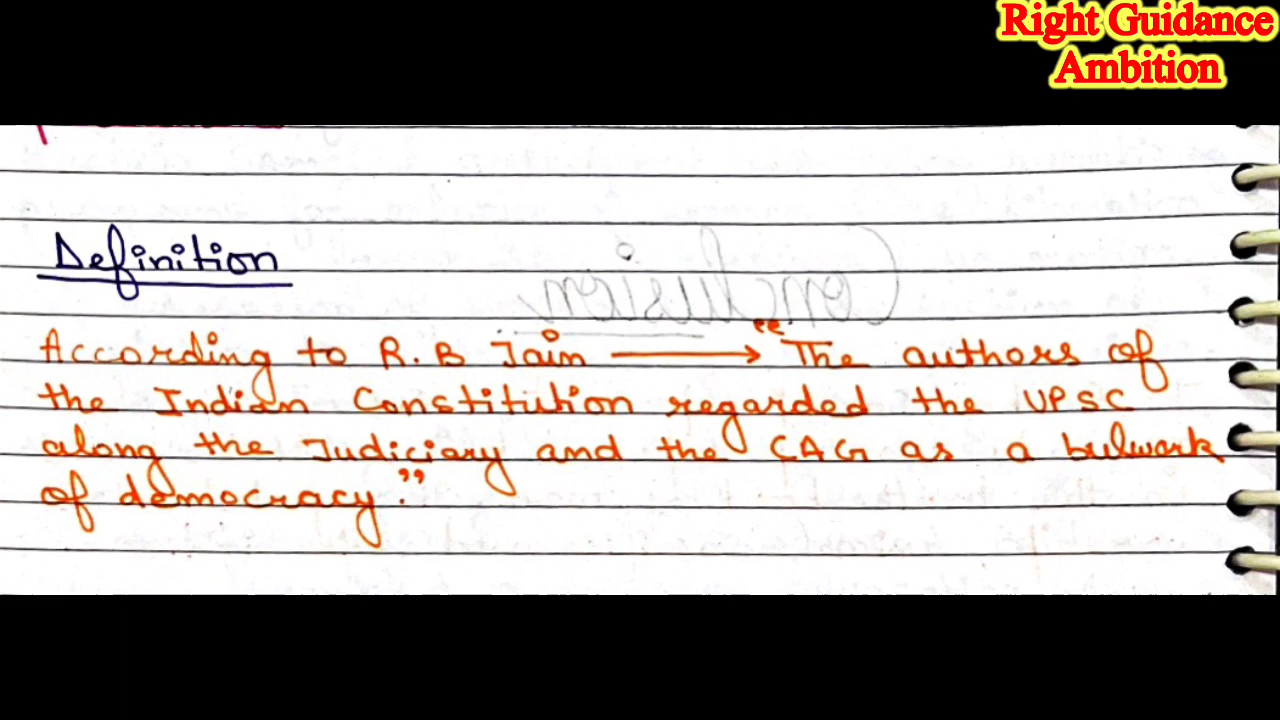 Right Guidance
Ambition
Definition
Conclusion
According to R. B Jain → "The authors of
the Indian Constitution regarded the UPSC
along the Judiciary and the CAG as a bulwark
of democracy."